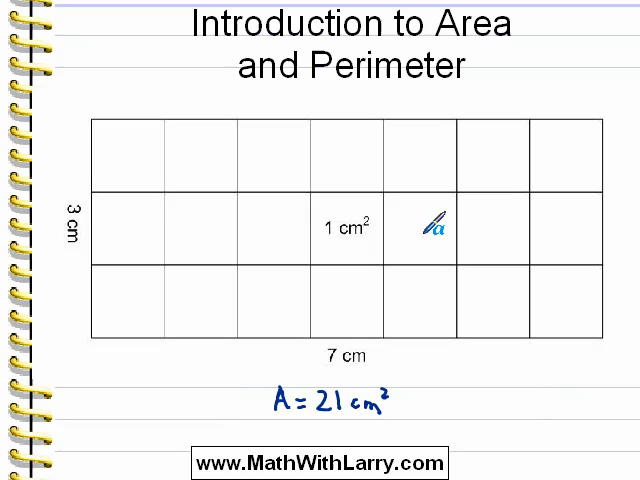 Introduction to Area
and Perimeter
3 cm
1 cm²
7 cm
A = 21 cm²
www.MathWithLarry.com